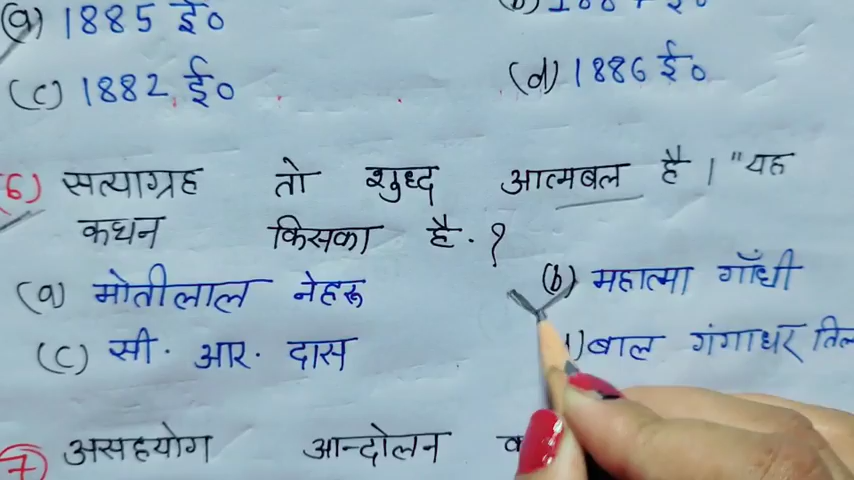 (a) 1885 ई०
(c) 1882 ई०
(d) 1886 ई०
(6) सत्याग्रह तो शुध्द आत्मबल है । "यह
कथन किसका है . ?
(a) मोतीलाल नेहरू
(b) महात्मा गाँधी
(c) सी . आर . दास
बाल गंगाधर
7 असहयोग आन्दोलन